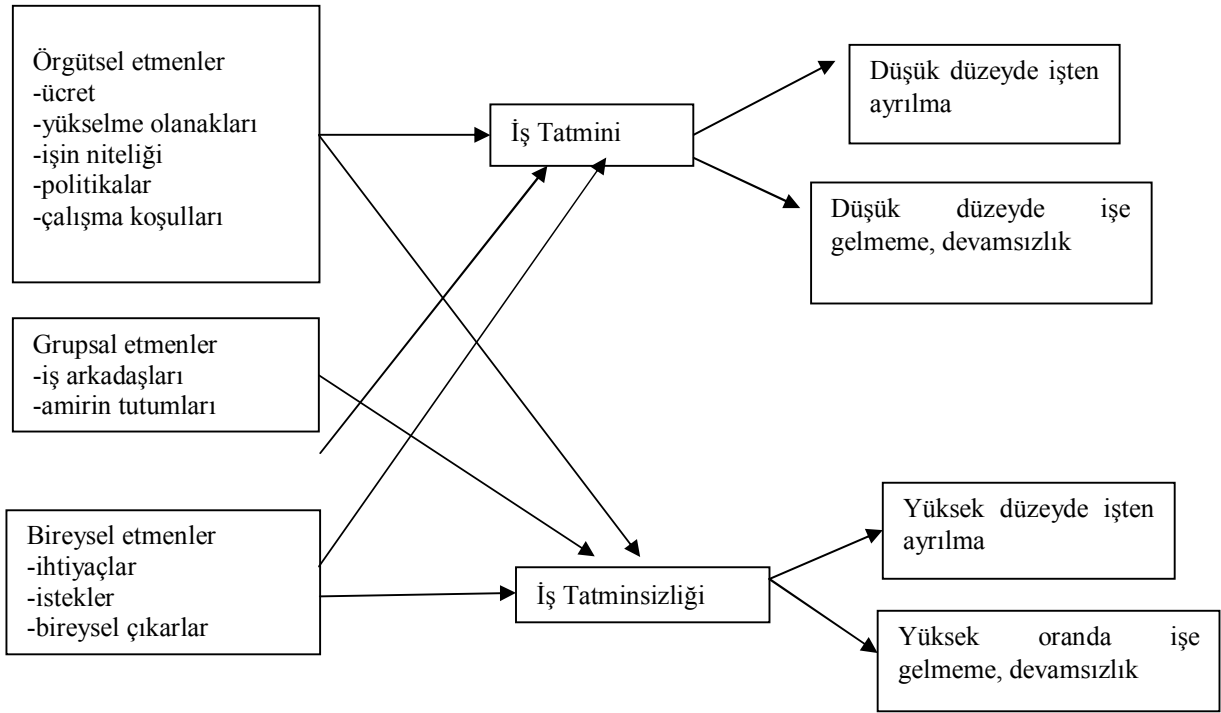 Örgütsel etmenler
-ücret
-yükselme olanakları
-işin niteliği
-politikalar
-çalışma koşulları
Grupsal etmenler
-iş arkadaşları
-amirin tutumları
Bireysel etmenler
-ihtiyaçlar
-istekler
-bireysel çıkarlar
İş Tatmini
İş Tatminsizliği
Düşük düzeyde işten
ayrılma
Düşük düzeyde işe
gelmeme, devamsızlık
Yüksek düzeyde işten
ayrılma
Yüksek oranda işe
gelmeme, devamsızlık